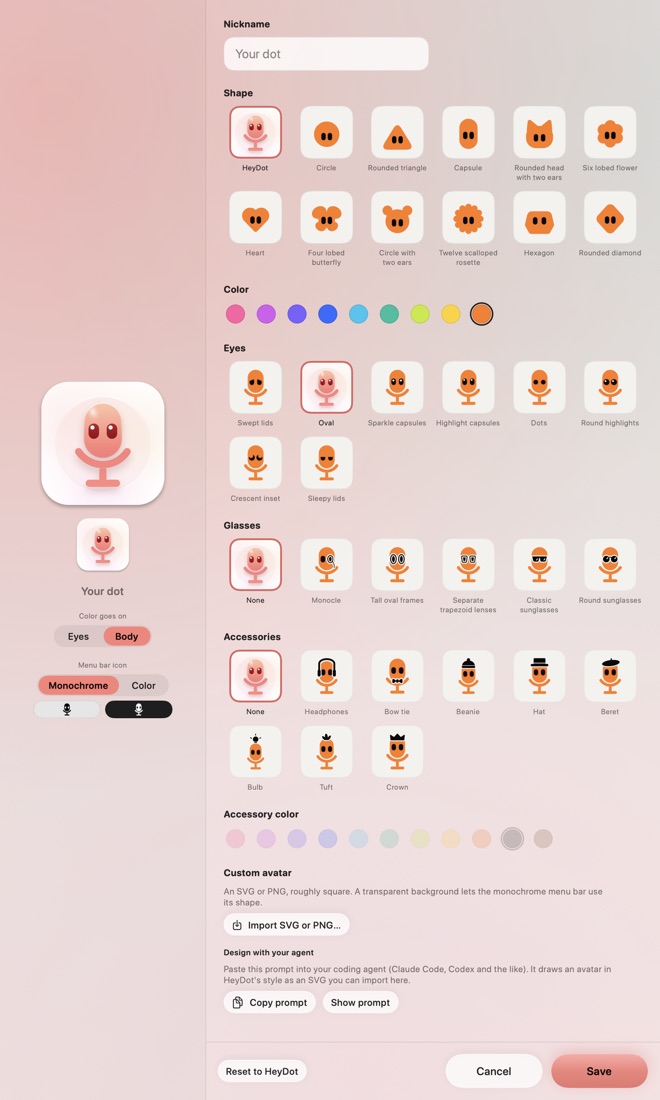 Nickname
Your dot
Shape
HeyDot
Circle
Rounded triangle
Capsule
Rounded head
with two ears
Six lobed flower
Heart
Four lobed
butterfly
Circle with
two ears
Twelve scalloped
rosette
Hexagon
Rounded diamond
Color
Eyes
Swept lids
Oval
Sparkle capsules
Highlight capsules
Dots
Round highlights
Crescent inset
Sleepy lids
Glasses
None
Monocle
Tall oval frames
Separate
trapezoid lenses
Classic
sunglasses
Round sunglasses
Accessories
None
Headphones
Bow tie
Beanie
Hat
Beret
Bulb
Tuft
Crown
Accessory color
Custom avatar
An SVG or PNG, roughly square. A transparent background lets the monochrome menu bar use
its shape.
Import SVG or PNG...
Design with your agent
Paste this prompt into your coding agent (Claude Code, Codex and the like). It draws an avatar in
HeyDot's style as an SVG you can import here.
Copy prompt
Show prompt
Your dot
Color goes on
Eyes
Body
Menu bar icon
Monochrome
Color
Reset to HeyDot
Cancel
Save